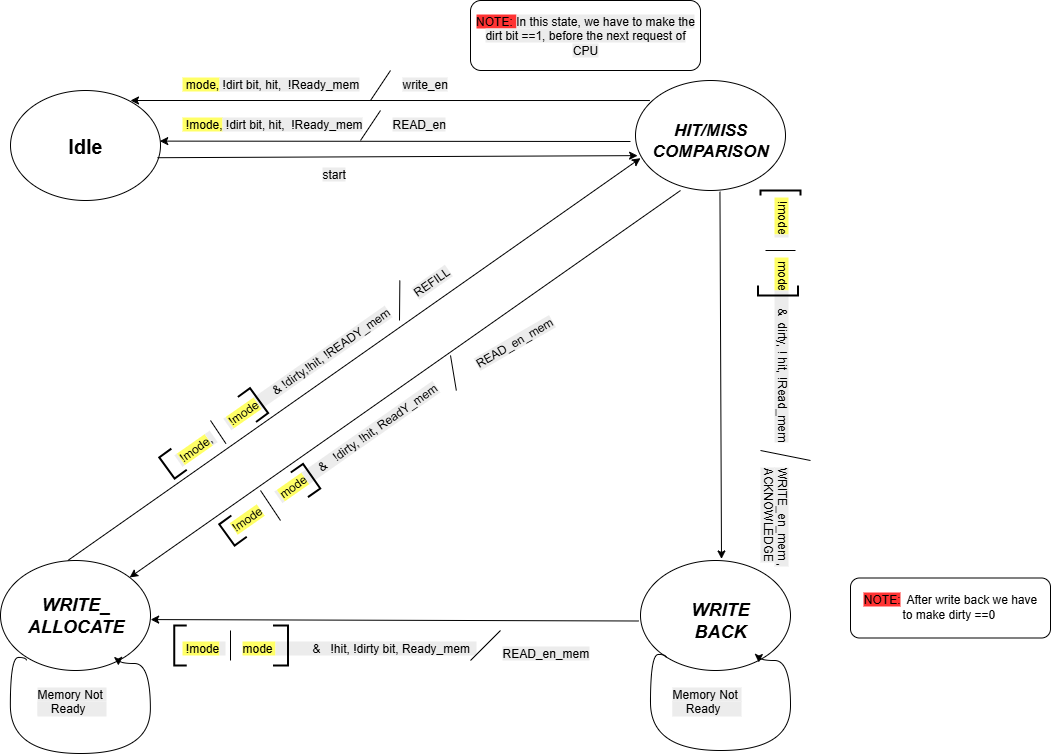 NOTE: In this state, we have to make the
dirt bit ==1, before the next request of
CPU
mode, !dirt bit, hit, !Ready_mem / write_en
!mode, !dirt bit, hit, !Ready_mem / READ_en
Idle
HIT/MISS
COMPARISON
start
[ !mode | mode ] & dirty, ! hit, !Read_mem / WRITE_en_mem ,
ACKNOWLEDGE
[ !mode, | !mode ] & !dirty,!hit, !READY_mem / REFILL
[ !mode | mode ] & !dirty, !hit, ReadY_mem / READ_en_mem
WRITE_
ALLOCATE
WRITE
BACK
NOTE: After write back we have
to make dirty ==0
[ !mode | mode ] & !hit, !dirty bit, Ready_mem / READ_en_mem
Memory Not
Ready
Memory Not
Ready